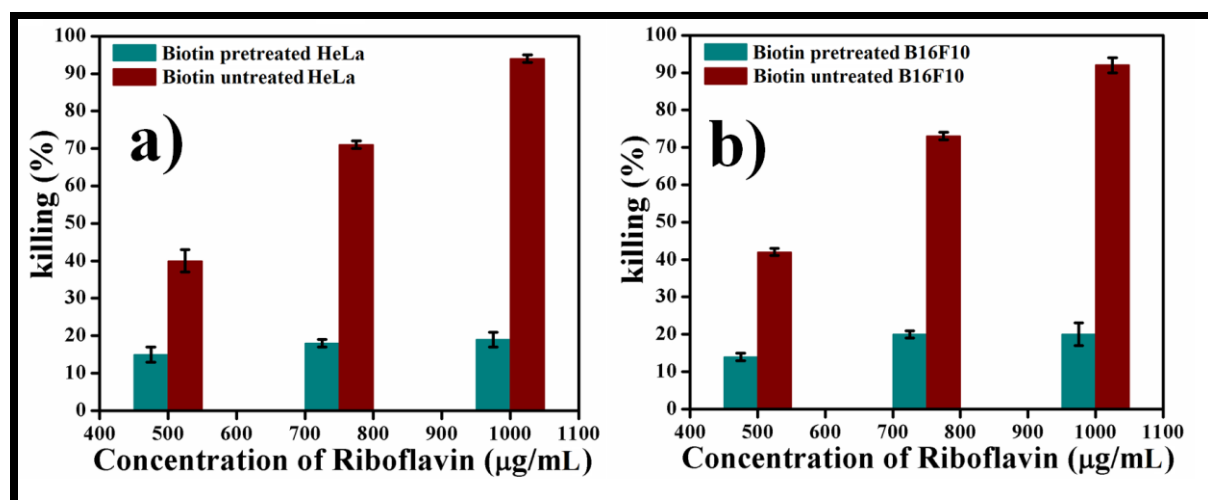 100
90
80
70
60
50
40
30
20
10
0
killing (%)
Biotin pretreated HeLa
Biotin untreated HeLa
a)
400 500 600 700 800 900 1000 1100
Concentration of Riboflavin (μg/mL)
100
90
80
70
60
50
40
30
20
10
0
killing (%)
Biotin pretreated B16F10
Biotin untreated B16F10
b)
400 500 600 700 800 900 1000 1100
Concentration of Riboflavin (μg/mL)